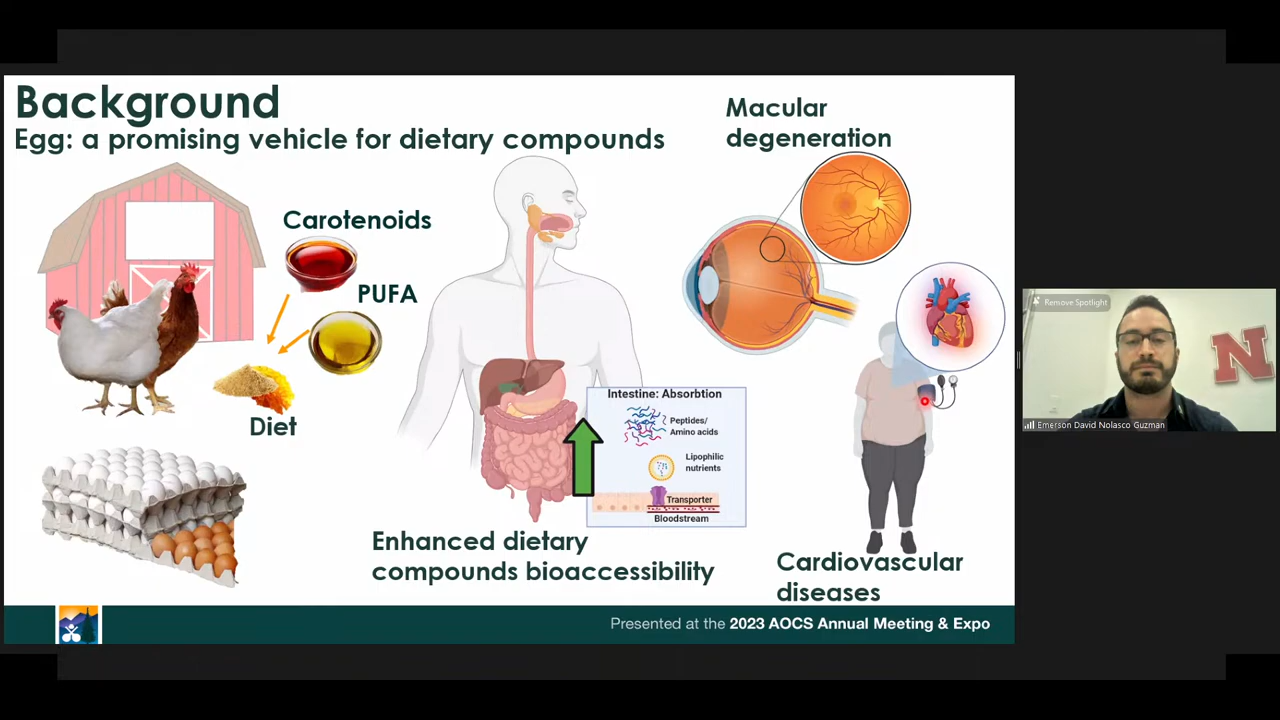 Background
Egg: a promising vehicle for dietary compounds
Carotenoids
PUFA
Diet
Intestine: Absorbtion
Peptides/
Amino acids
Lipophilic
nutrients
Transporter
Bloodstream
Enhanced dietary
compounds bioaccessibility
Macular
degeneration
Cardiovascular
diseases
Presented at the 2023 AOCS Annual Meeting & Expo
Remove Spotlight
N
Emerson David Nolasco Guzman